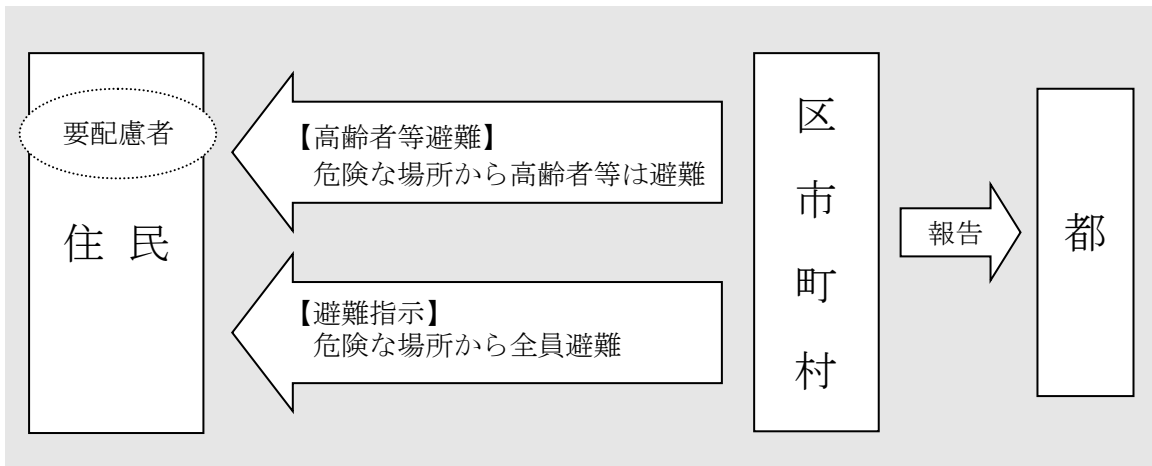 要配慮者
住民
【高齢者等避難】
危険な場所から高齢者等は避難
【避難指示】
危険な場所から全員避難
区市町村
報告
都